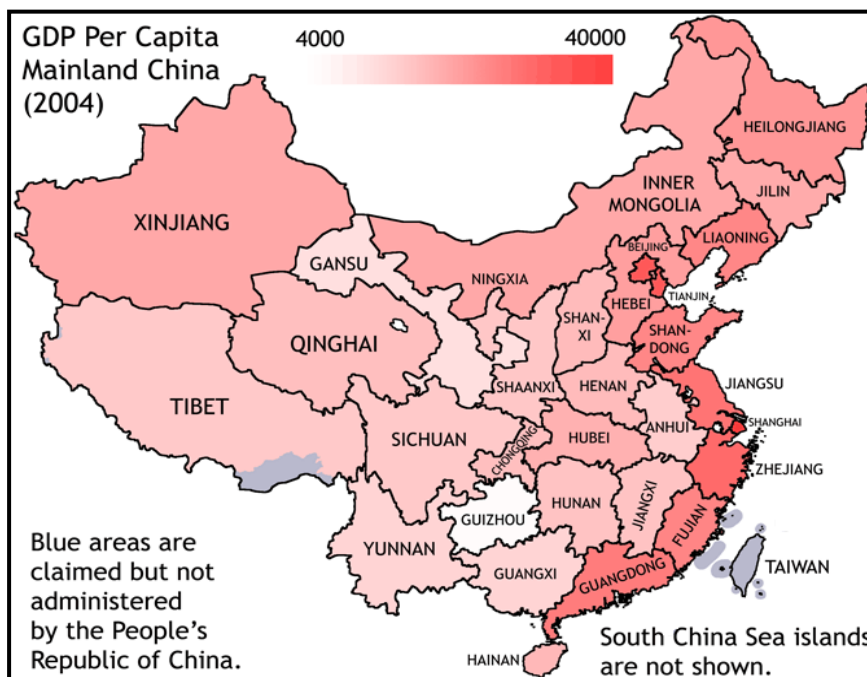 GDP Per Capita
Mainland China
(2004)
4000
40000
HEILONGJIANG
JILIN
INNER
MONGOLIA
LIAONING
XINJIANG
BEIJING
GANSU
NINGXIA
TIANJIN
HEBEI
SHAN-
XI
SHAN-
DONG
QINGHAI
SHAANXI
HENAN
JIANGSU
TIBET
SHANGHAI
ANHUI
SICHUAN
CHONGQING
HUBEI
ZHEJIANG
HUNAN
JIANGXI
GUIZHOU
FUJIAN
YUNNAN
GUANGXI
GUANGDONG
TAIWAN
HAINAN
Blue areas are
claimed but not
administered
by the People's
Republic of China.
South China Sea islands
are not shown.